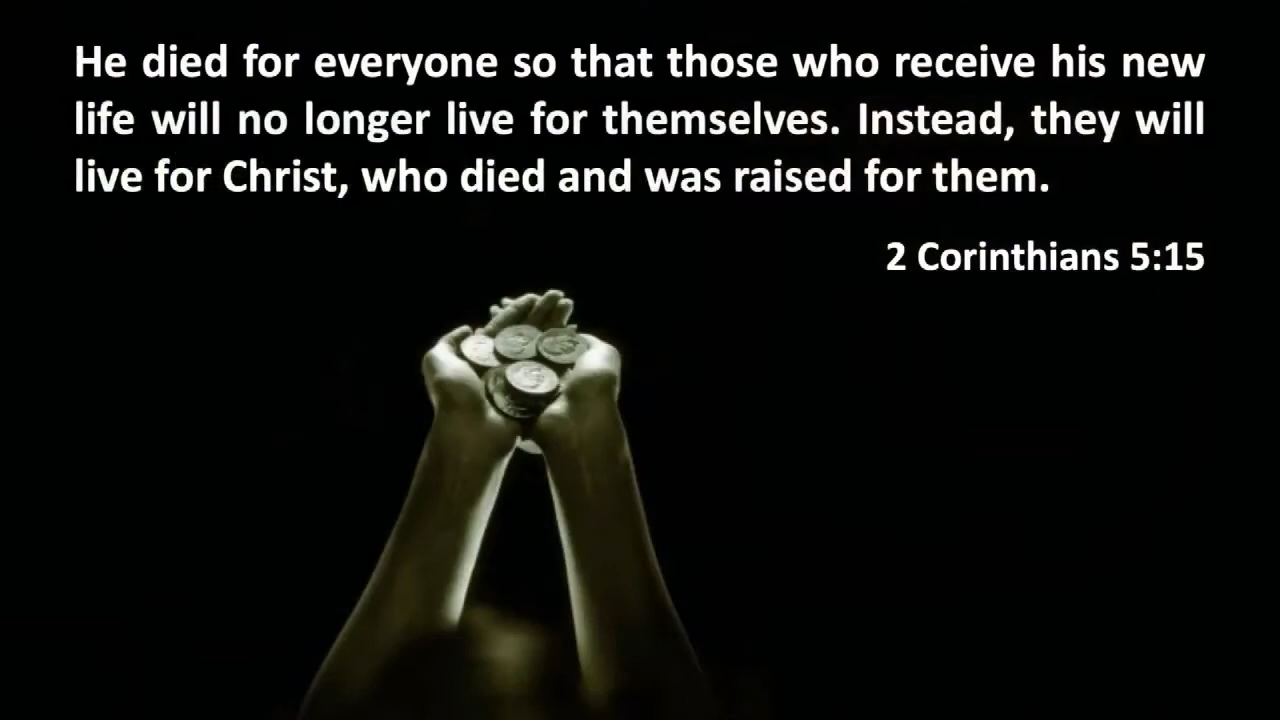 He died for everyone so that those who receive his new
life will no longer live for themselves. Instead, they will
live for Christ, who died and was raised for them.
2 Corinthians 5:15